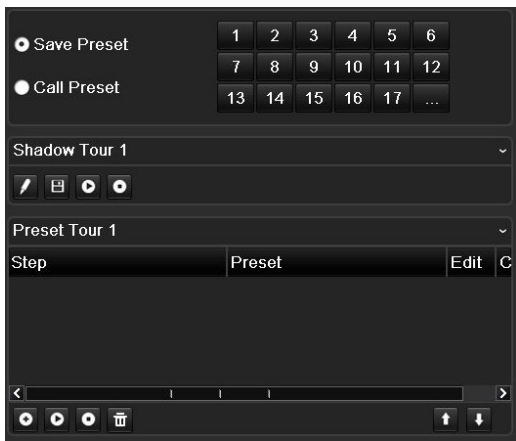 Save Preset
Call Preset
1 2 3 4 5 6
7 8 9 10 11 12
13 14 15 16 17 ...
Shadow Tour 1
Preset Tour 1
Step Preset Edit C